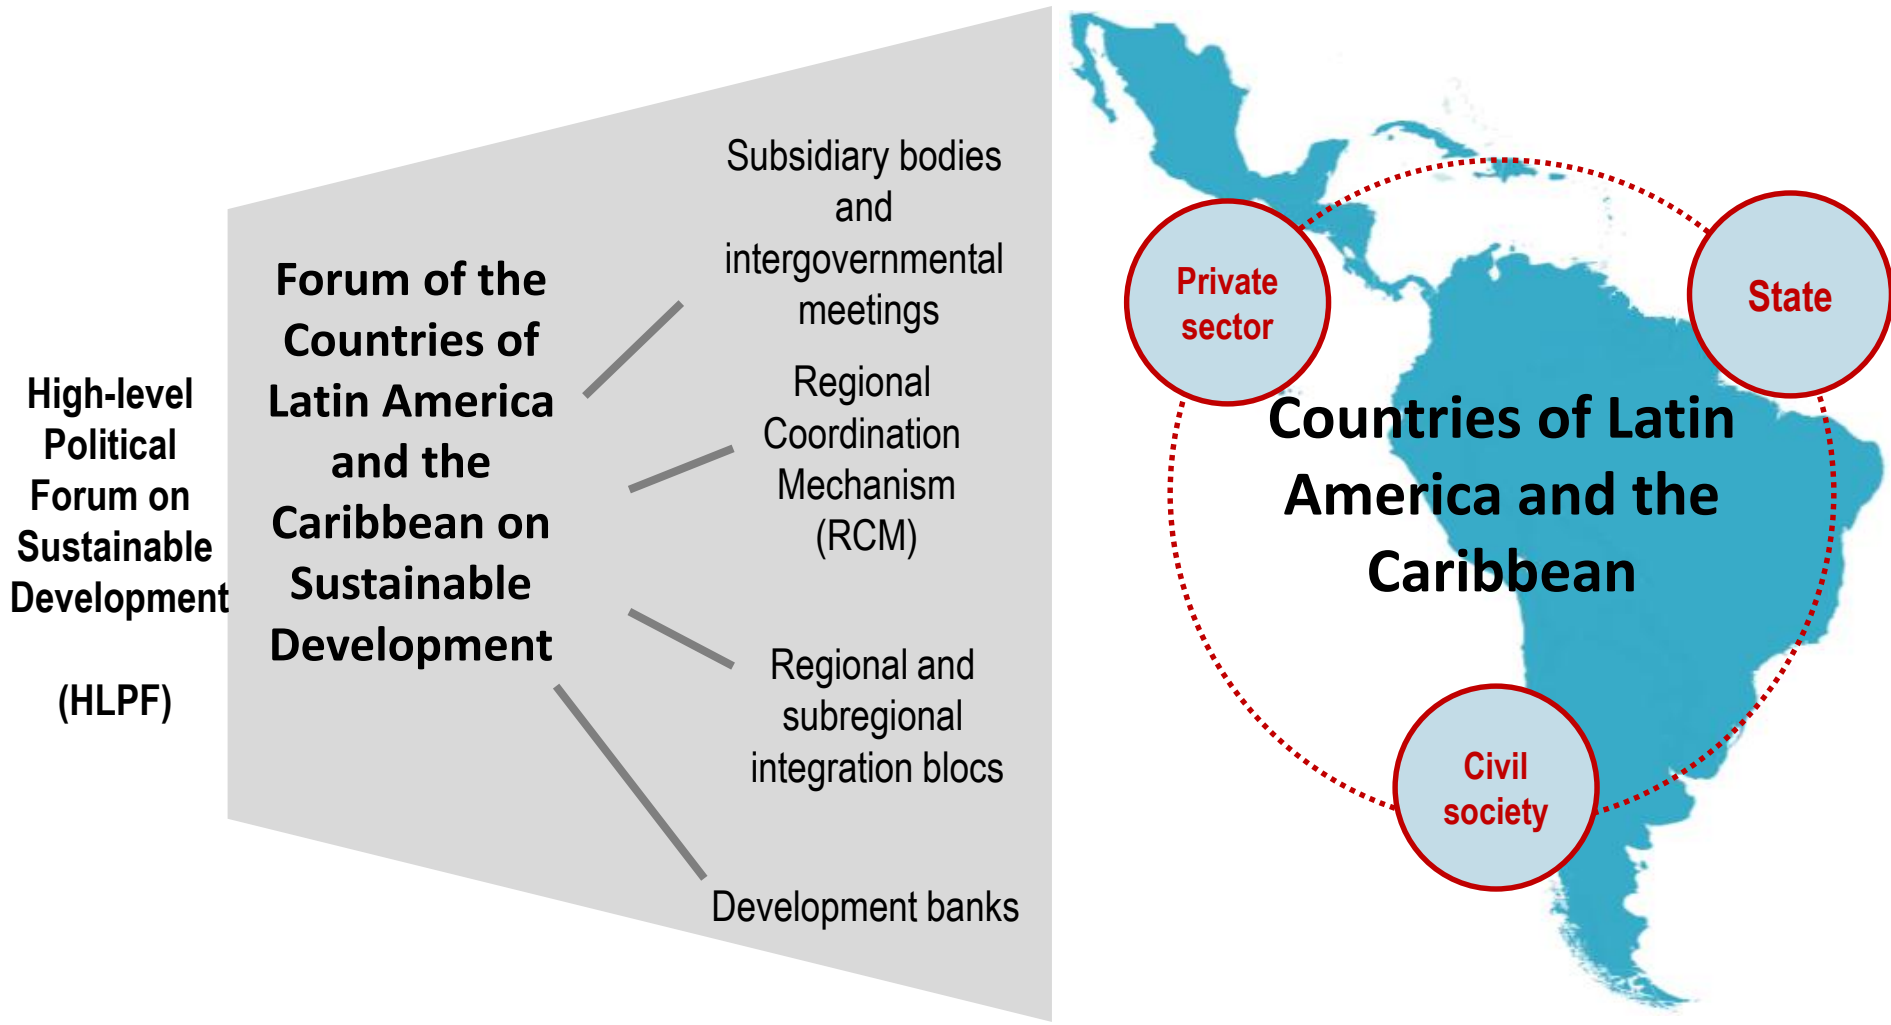 High-level
Political
Forum on
Sustainable
Development
(HLPF)
Forum of the
Countries of
Latin America
and the
Caribbean on
Sustainable
Development
Subsidiary bodies
and
intergovernmental
meetings
Regional
Coordination
Mechanism
(RCM)
Regional and
subregional
integration blocs
Development banks
Private
sector
State
Countries of Latin
America and the
Caribbean
Civil
society